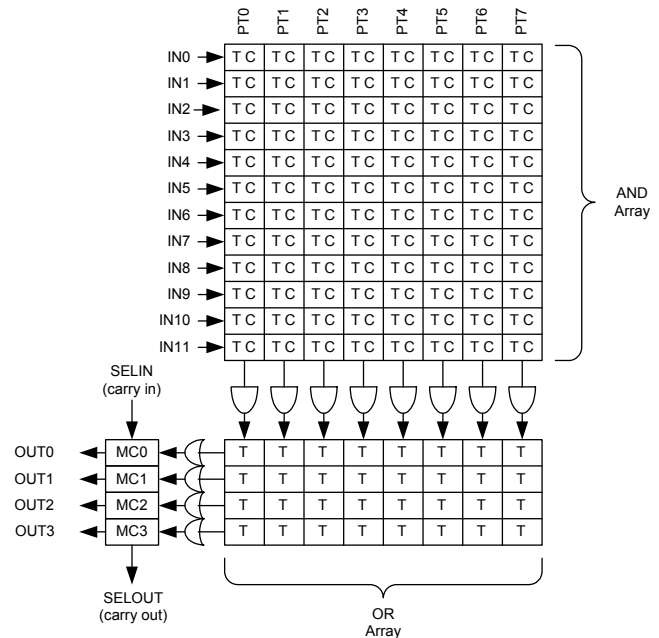 PT0 PT1 PT2 PT3 PT4 PT5 PT6 PT7
IN0 T C T C T C T C T C T C T C T C
IN1 T C T C T C T C T C T C T C T C
IN2 T C T C T C T C T C T C T C T C
IN3 T C T C T C T C T C T C T C T C
IN4 T C T C T C T C T C T C T C T C
IN5 T C T C T C T C T C T C T C T C
IN6 T C T C T C T C T C T C T C T C
IN7 T C T C T C T C T C T C T C T C
IN8 T C T C T C T C T C T C T C T C
IN9 T C T C T C T C T C T C T C T C
IN10 T C T C T C T C T C T C T C T C
IN11 T C T C T C T C T C T C T C T C
AND
Array
SELIN
(carry in)
OUT0 MC0 T T T T T T T T
OUT1 MC1 T T T T T T T T
OUT2 MC2 T T T T T T T T
OUT3 MC3 T T T T T T T T
SELOUT
(carry out)
OR
Array